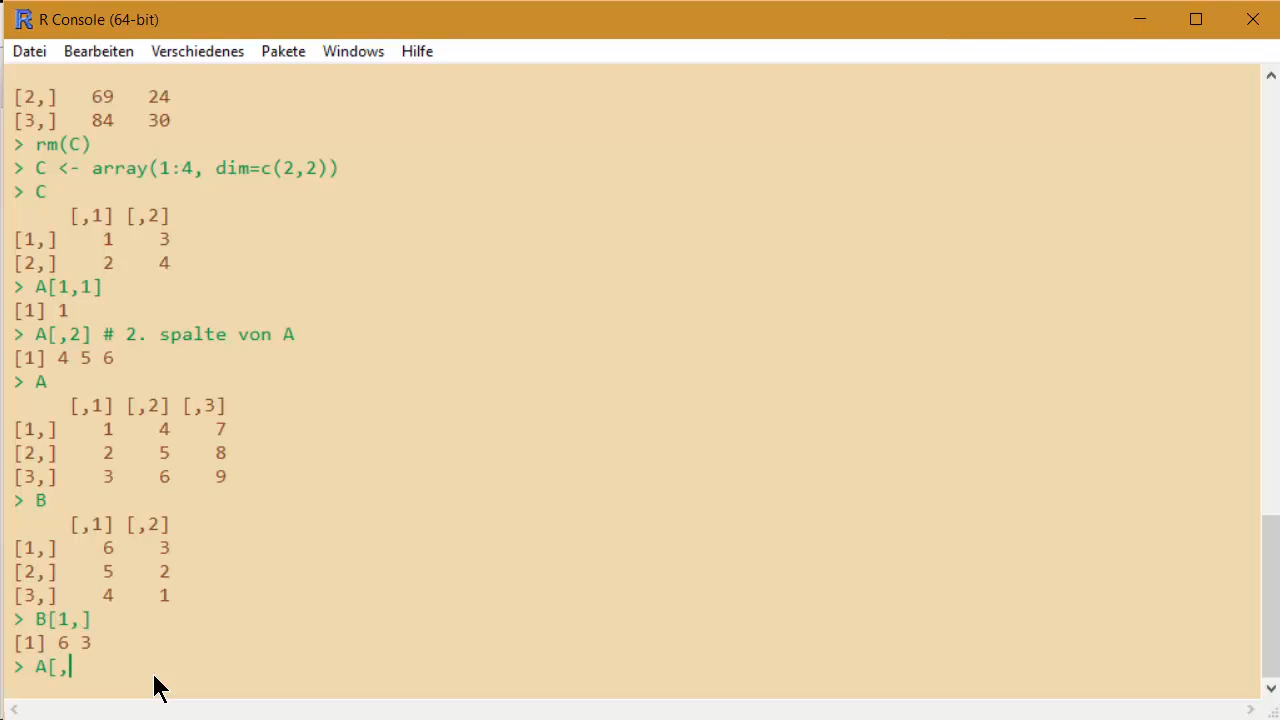 R Console (64-bit)
Datei Bearbeiten Verschiedenes Pakete Windows Hilfe
[2,]   69   24
[3,]   84   30
> rm(C)
> C <- array(1:4, dim=c(2,2))
> C
     [,1] [,2]
[1,]    1    3
[2,]    2    4
> A[1,1]
[1] 1
> A[,2] # 2. spalte von A
[1] 4 5 6
> A
     [,1] [,2] [,3]
[1,]    1    4    7
[2,]    2    5    8
[3,]    3    6    9
> B
     [,1] [,2]
[1,]    6    3
[2,]    5    2
[3,]    4    1
> B[1,]
[1] 6 3
> A[,